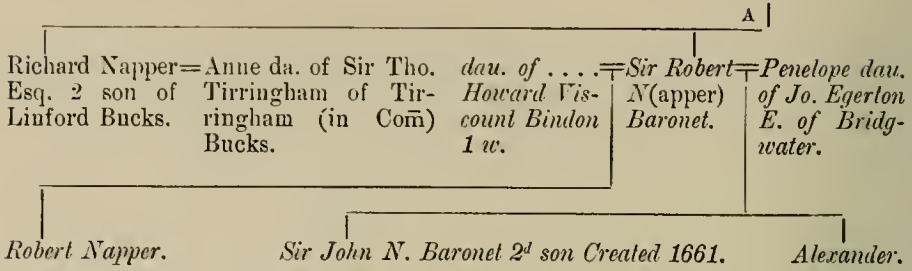 A
Richard Napper=Anne da. of Sir Tho.
Esq. 2 son of Tirringham of Tir-
Linford Bucks. ringham (in Com̄)
Bucks.
dau. of ....=Sir Robert=Penelope dau.
Howard Vis- N(apper) of Jo. Egerton
count Bindon Baronet. E. of Bridg-
1 w. water.
Robert Napper. Sir John N. Baronet 2d son Created 1661. Alexander.